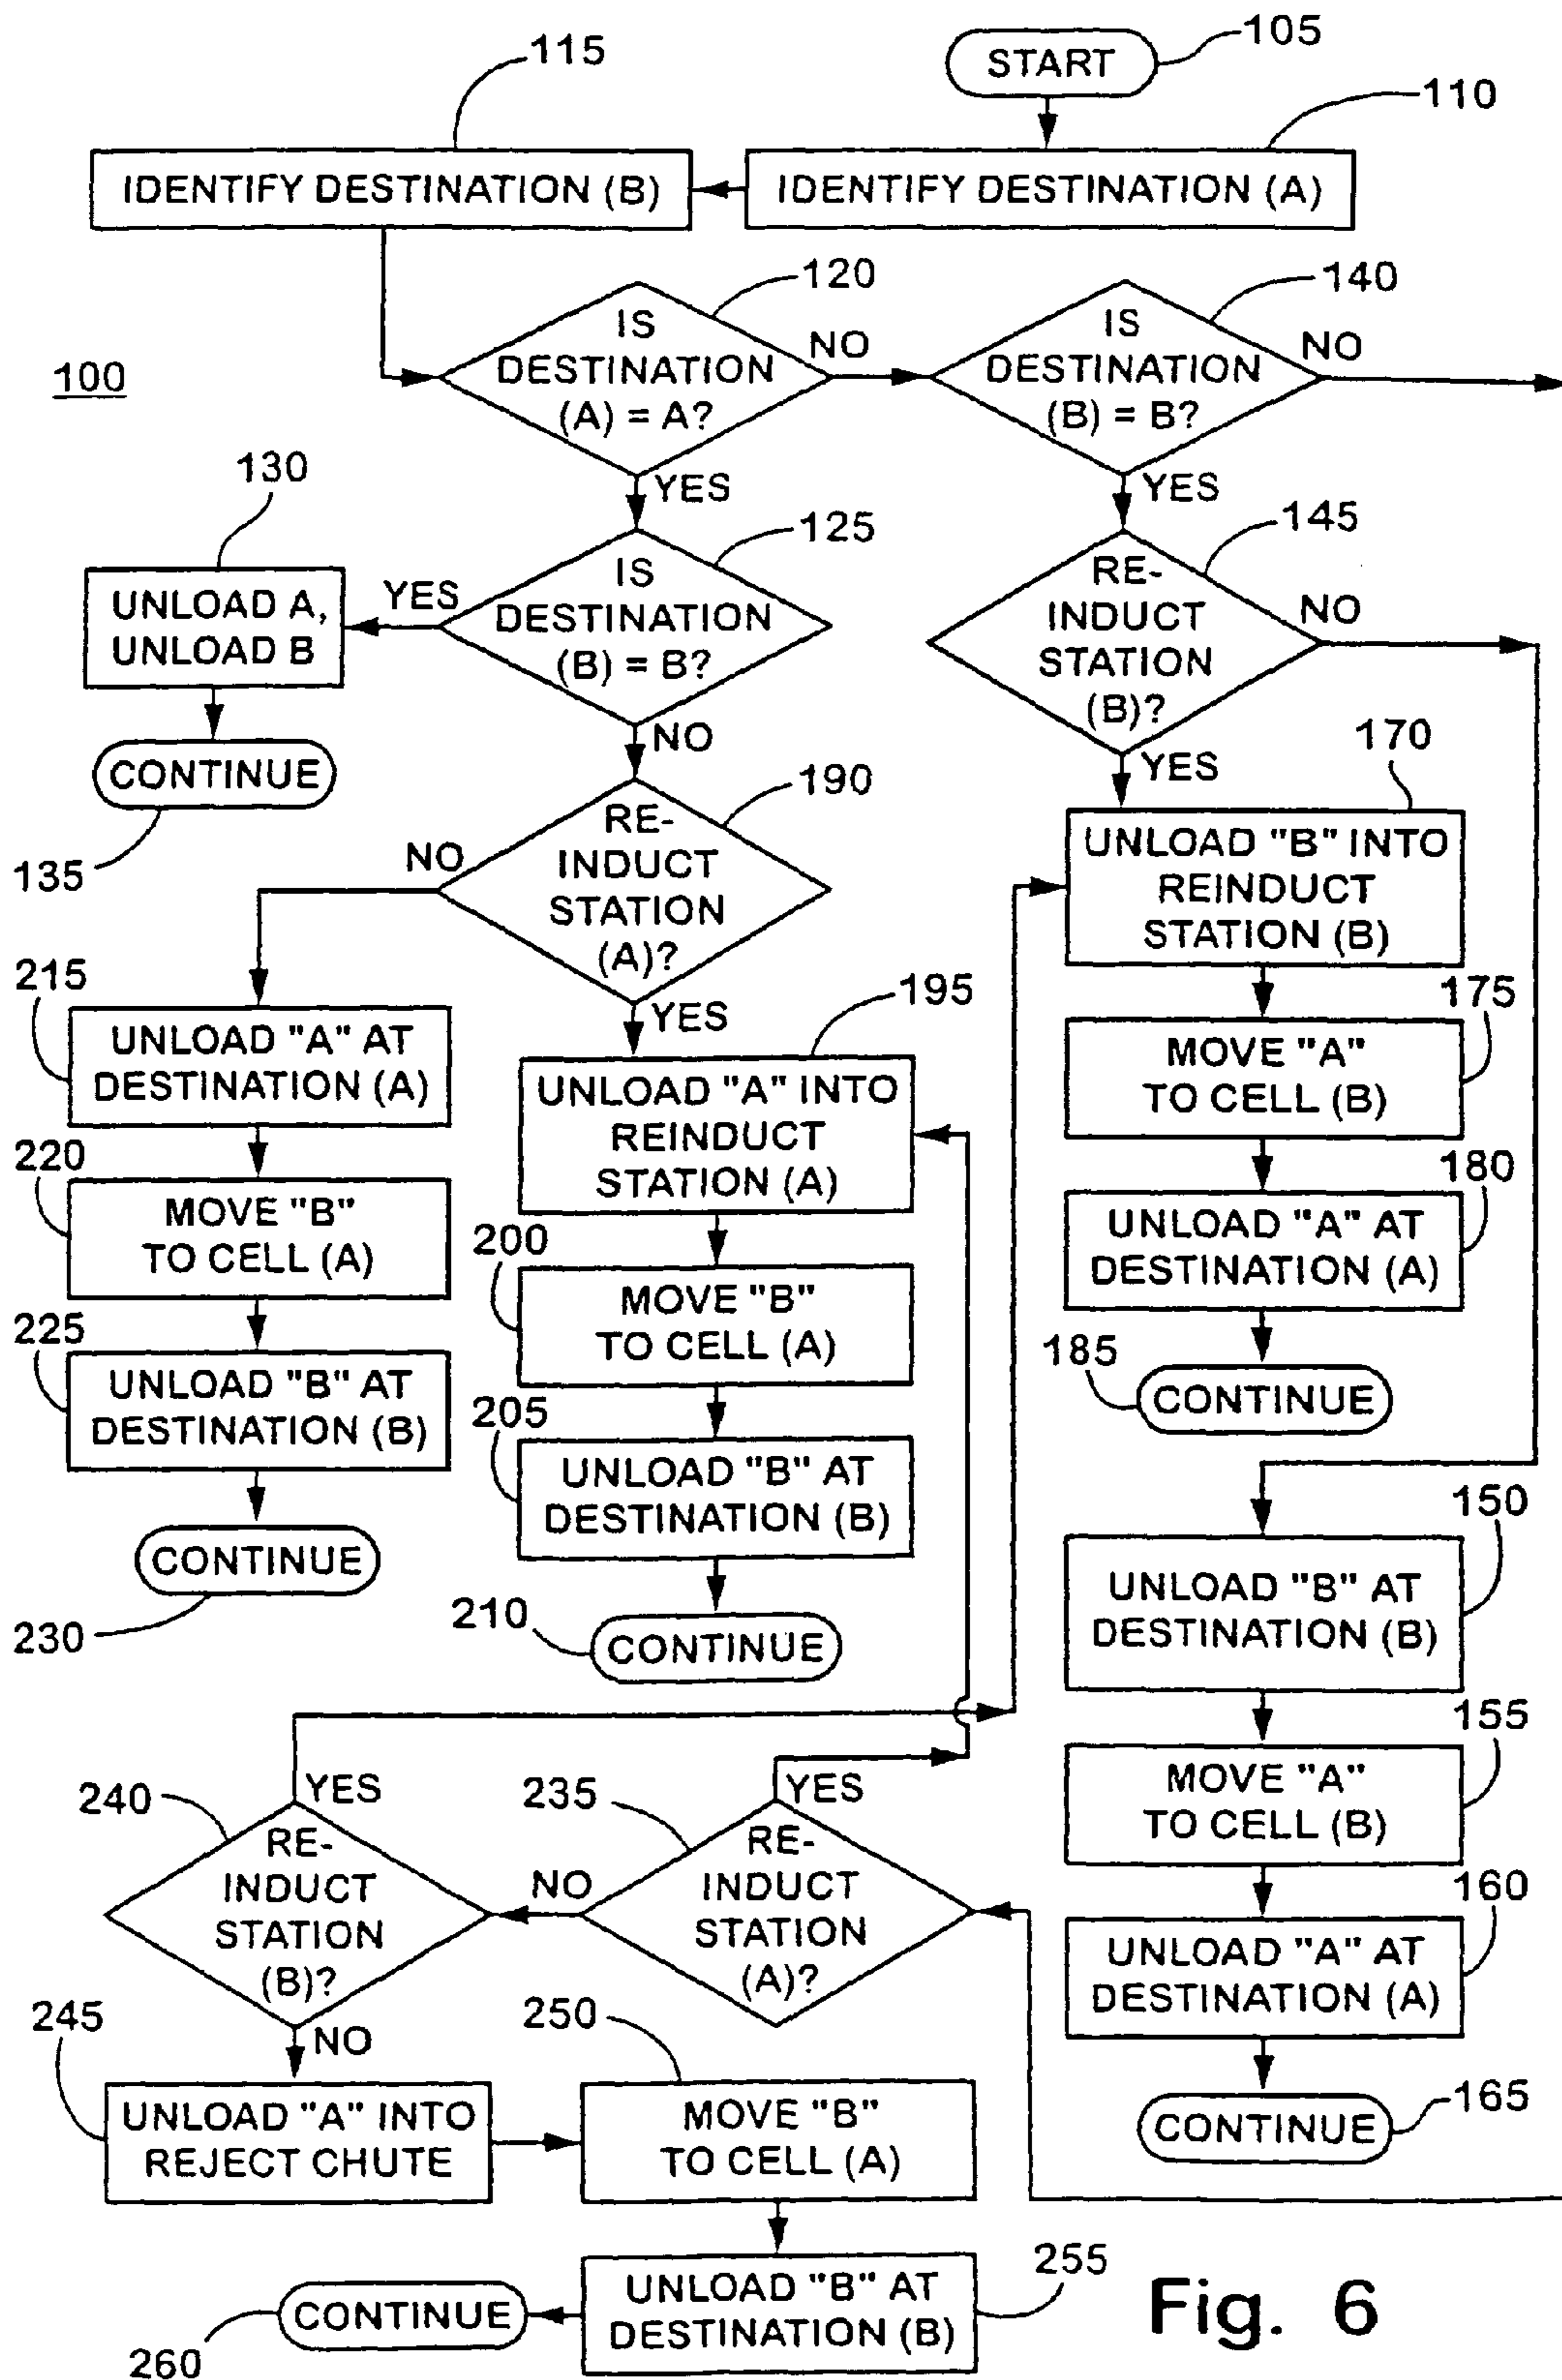 105
START
115
110
IDENTIFY DESTINATION (B)
IDENTIFY DESTINATION (A)
120
IS
DESTINATION
(A) = A?
NO
140
IS
DESTINATION
(B) = B?
NO
100
YES
YES
130
UNLOAD A,
UNLOAD B
YES
125
IS
DESTINATION
(B) = B?
145
RE-
INDUCT
STATION
(B)?
NO
NO
YES
CONTINUE
135
190
RE-
INDUCT
STATION
(A)?
NO
YES
170
UNLOAD "B" INTO
REINDUCT
STATION (B)
215
UNLOAD "A" AT
DESTINATION (A)
195
UNLOAD "A" INTO
REINDUCT
STATION (A)
175
MOVE "A"
TO CELL (B)
220
MOVE "B"
TO CELL (A)
200
MOVE "B"
TO CELL (A)
180
UNLOAD "A" AT
DESTINATION (A)
225
UNLOAD "B" AT
DESTINATION (B)
205
UNLOAD "B" AT
DESTINATION (B)
185
CONTINUE
CONTINUE
230
210
CONTINUE
150
UNLOAD "B" AT
DESTINATION (B)
155
MOVE "A"
TO CELL (B)
240
YES
RE-
INDUCT
STATION
(B)?
235
YES
RE-
INDUCT
STATION
(A)?
NO
160
UNLOAD "A" AT
DESTINATION (A)
245
NO
UNLOAD "A" INTO
REJECT CHUTE
250
MOVE "B"
TO CELL (A)
CONTINUE
165
UNLOAD "B" AT
DESTINATION (B)
255
CONTINUE
260
Fig. 6